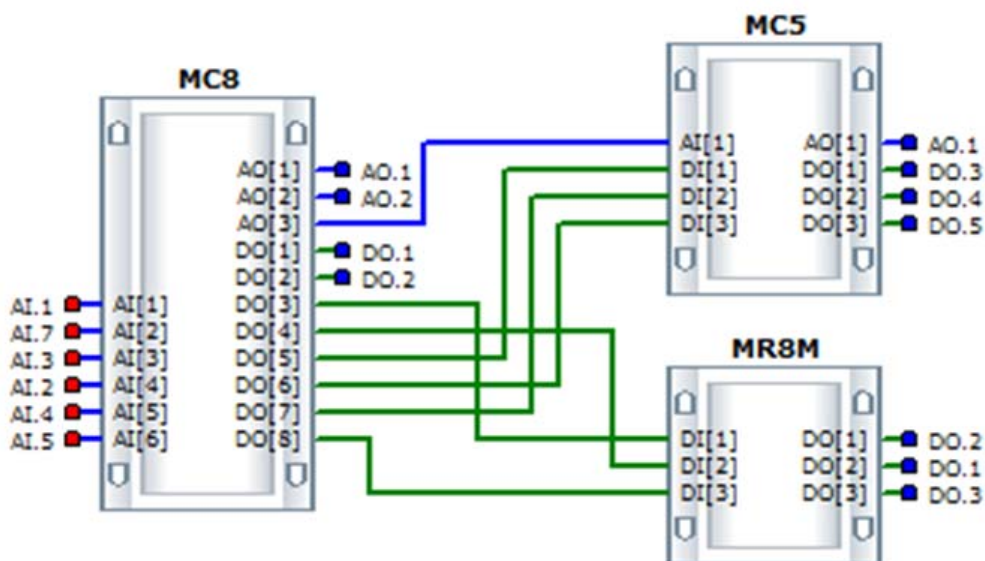 MC8
AO[1] AO.1
AO[2] AO.2
AO[3]
DO[1] DO.1
DO[2] DO.2
AI.1 AI[1] DO[3]
AI.7 AI[2] DO[4]
AI.3 AI[3] DO[5]
AI.2 AI[4] DO[6]
AI.4 AI[5] DO[7]
AI.5 AI[6] DO[8]
MC5
AI[1] AO[1] AO.1
DI[1] DO[1] DO.3
DI[2] DO[2] DO.4
DI[3] DO[3] DO.5
MR8M
DI[1] DO[1] DO.2
DI[2] DO[2] DO.1
DI[3] DO[3] DO.3